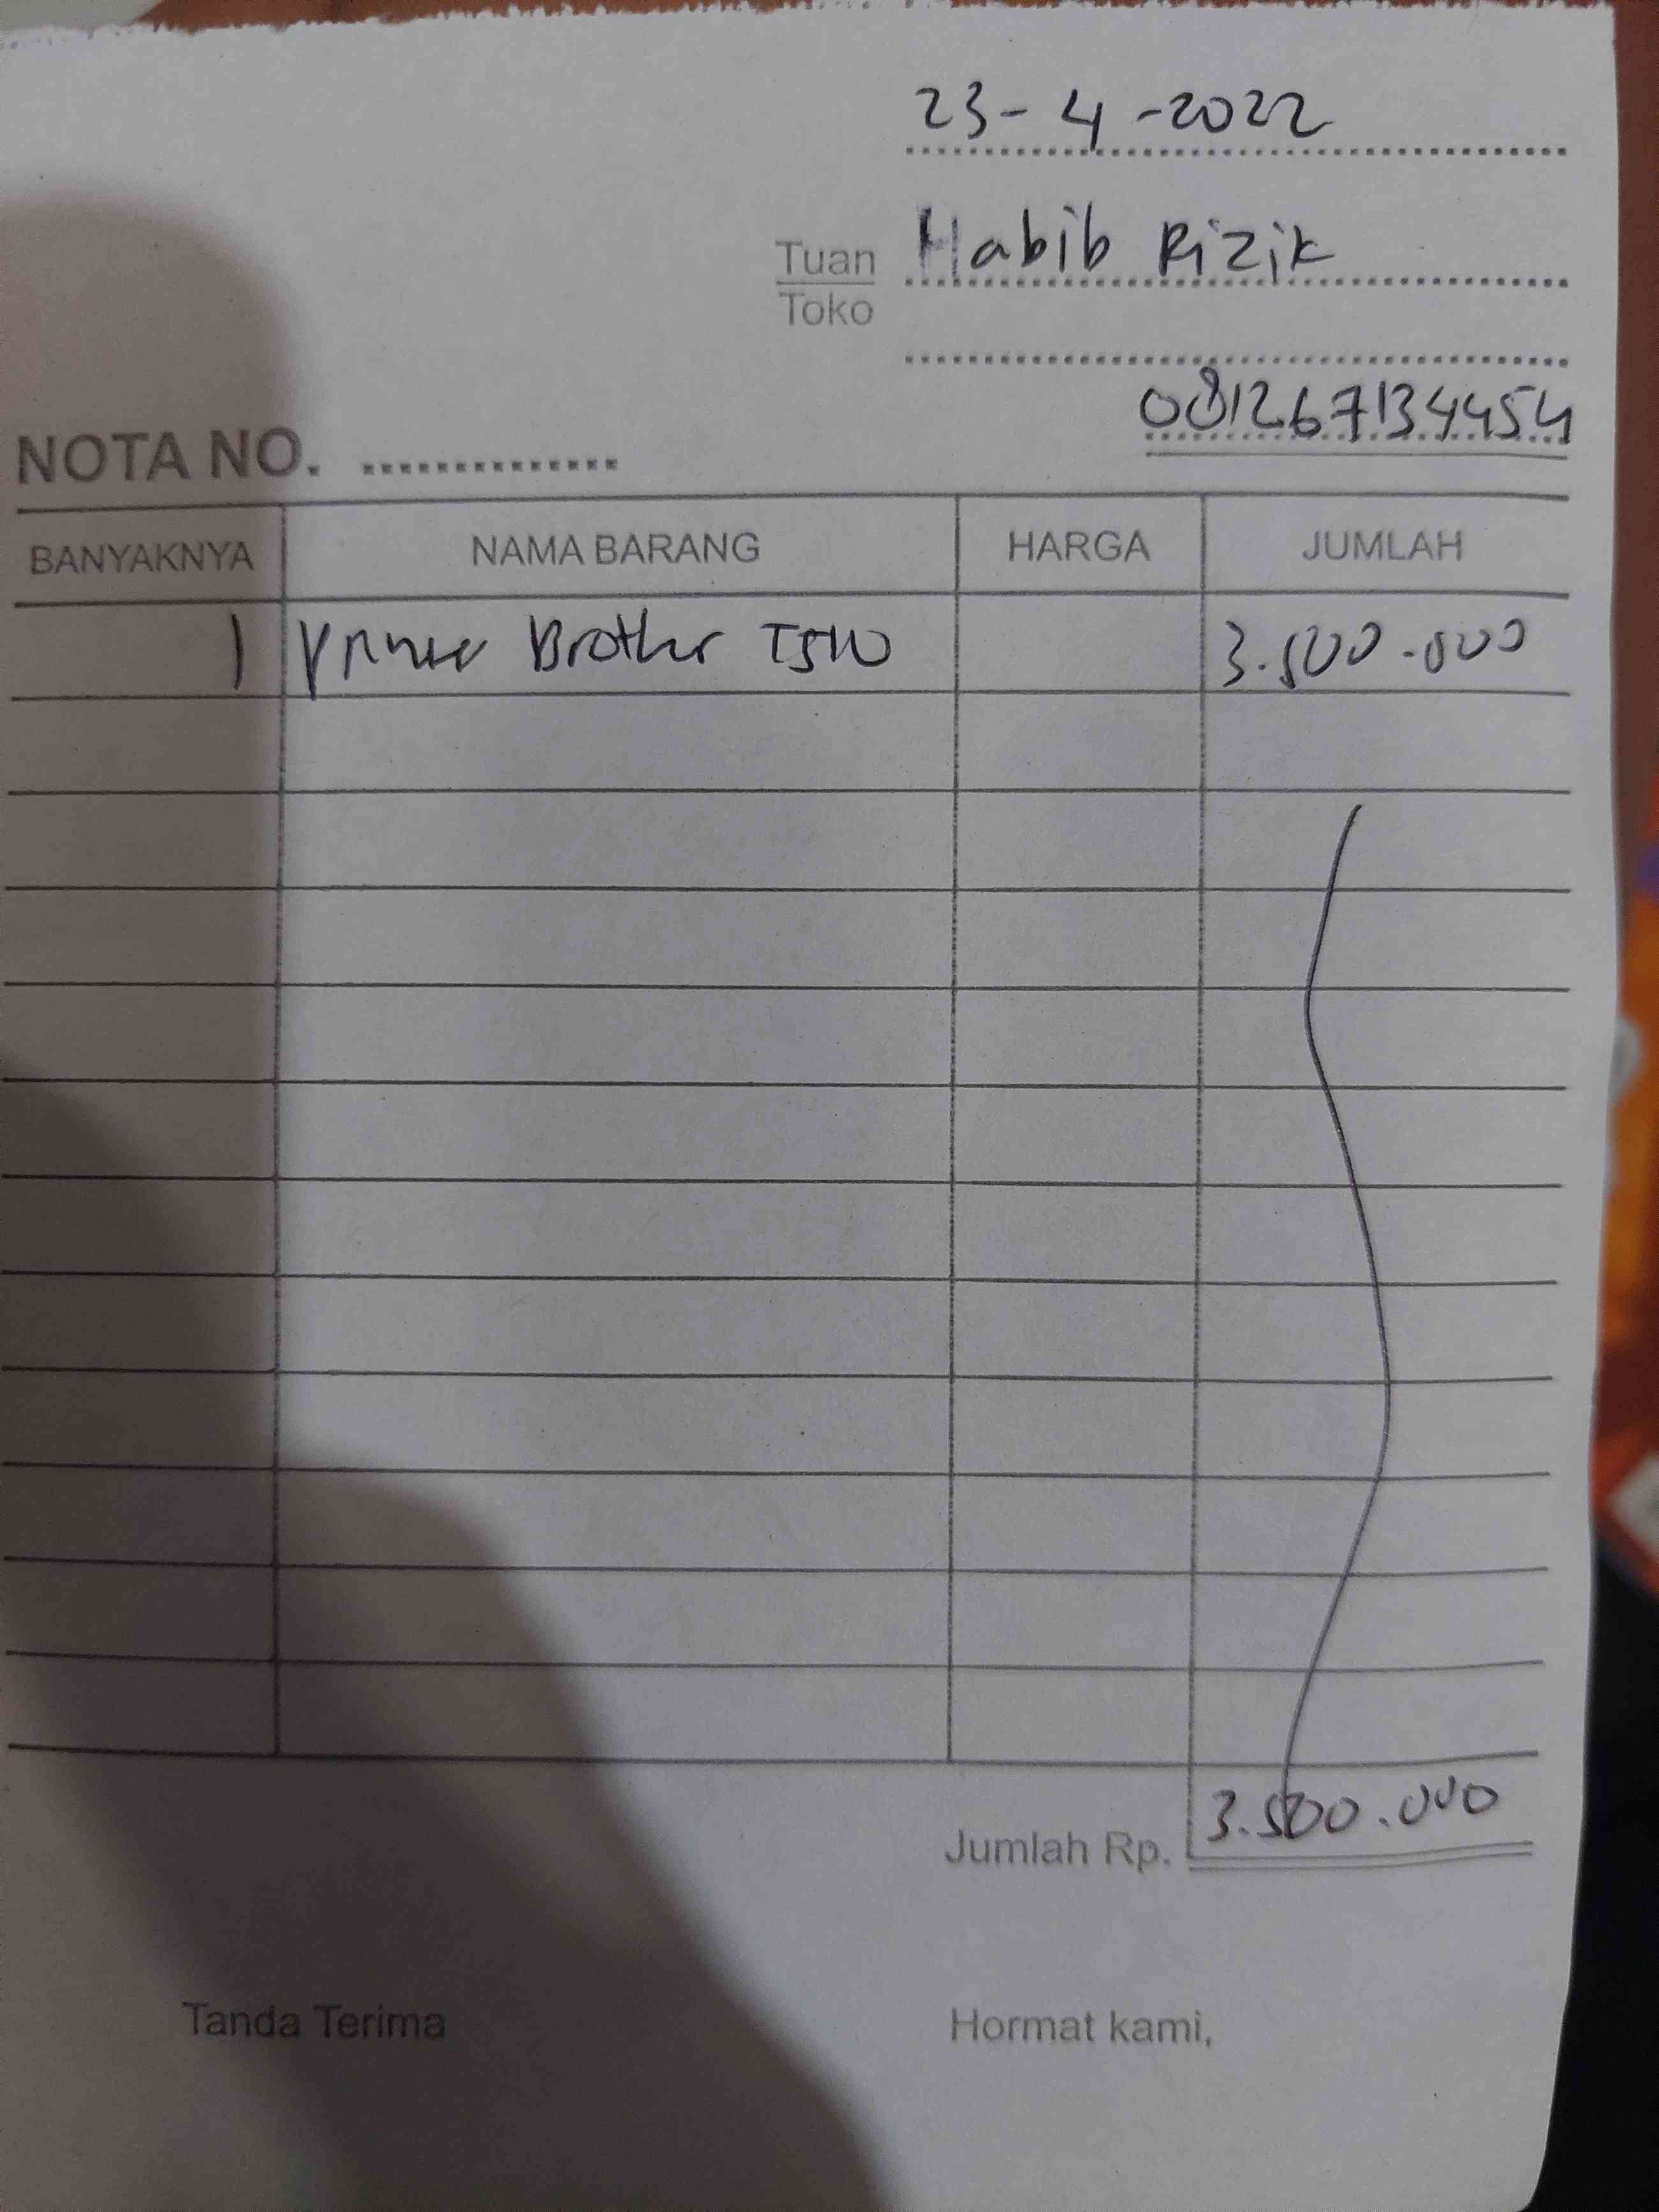 23-4-2022
Tuan Habib Rizik
Toko
081267134454
NOTA NO. ..............
BANYAKNYA NAMA BARANG HARGA JUMLAH
1 Printer Brother T510 3.500.000
Jumlah Rp. 3.500.000
Tanda Terima Hormat kami,